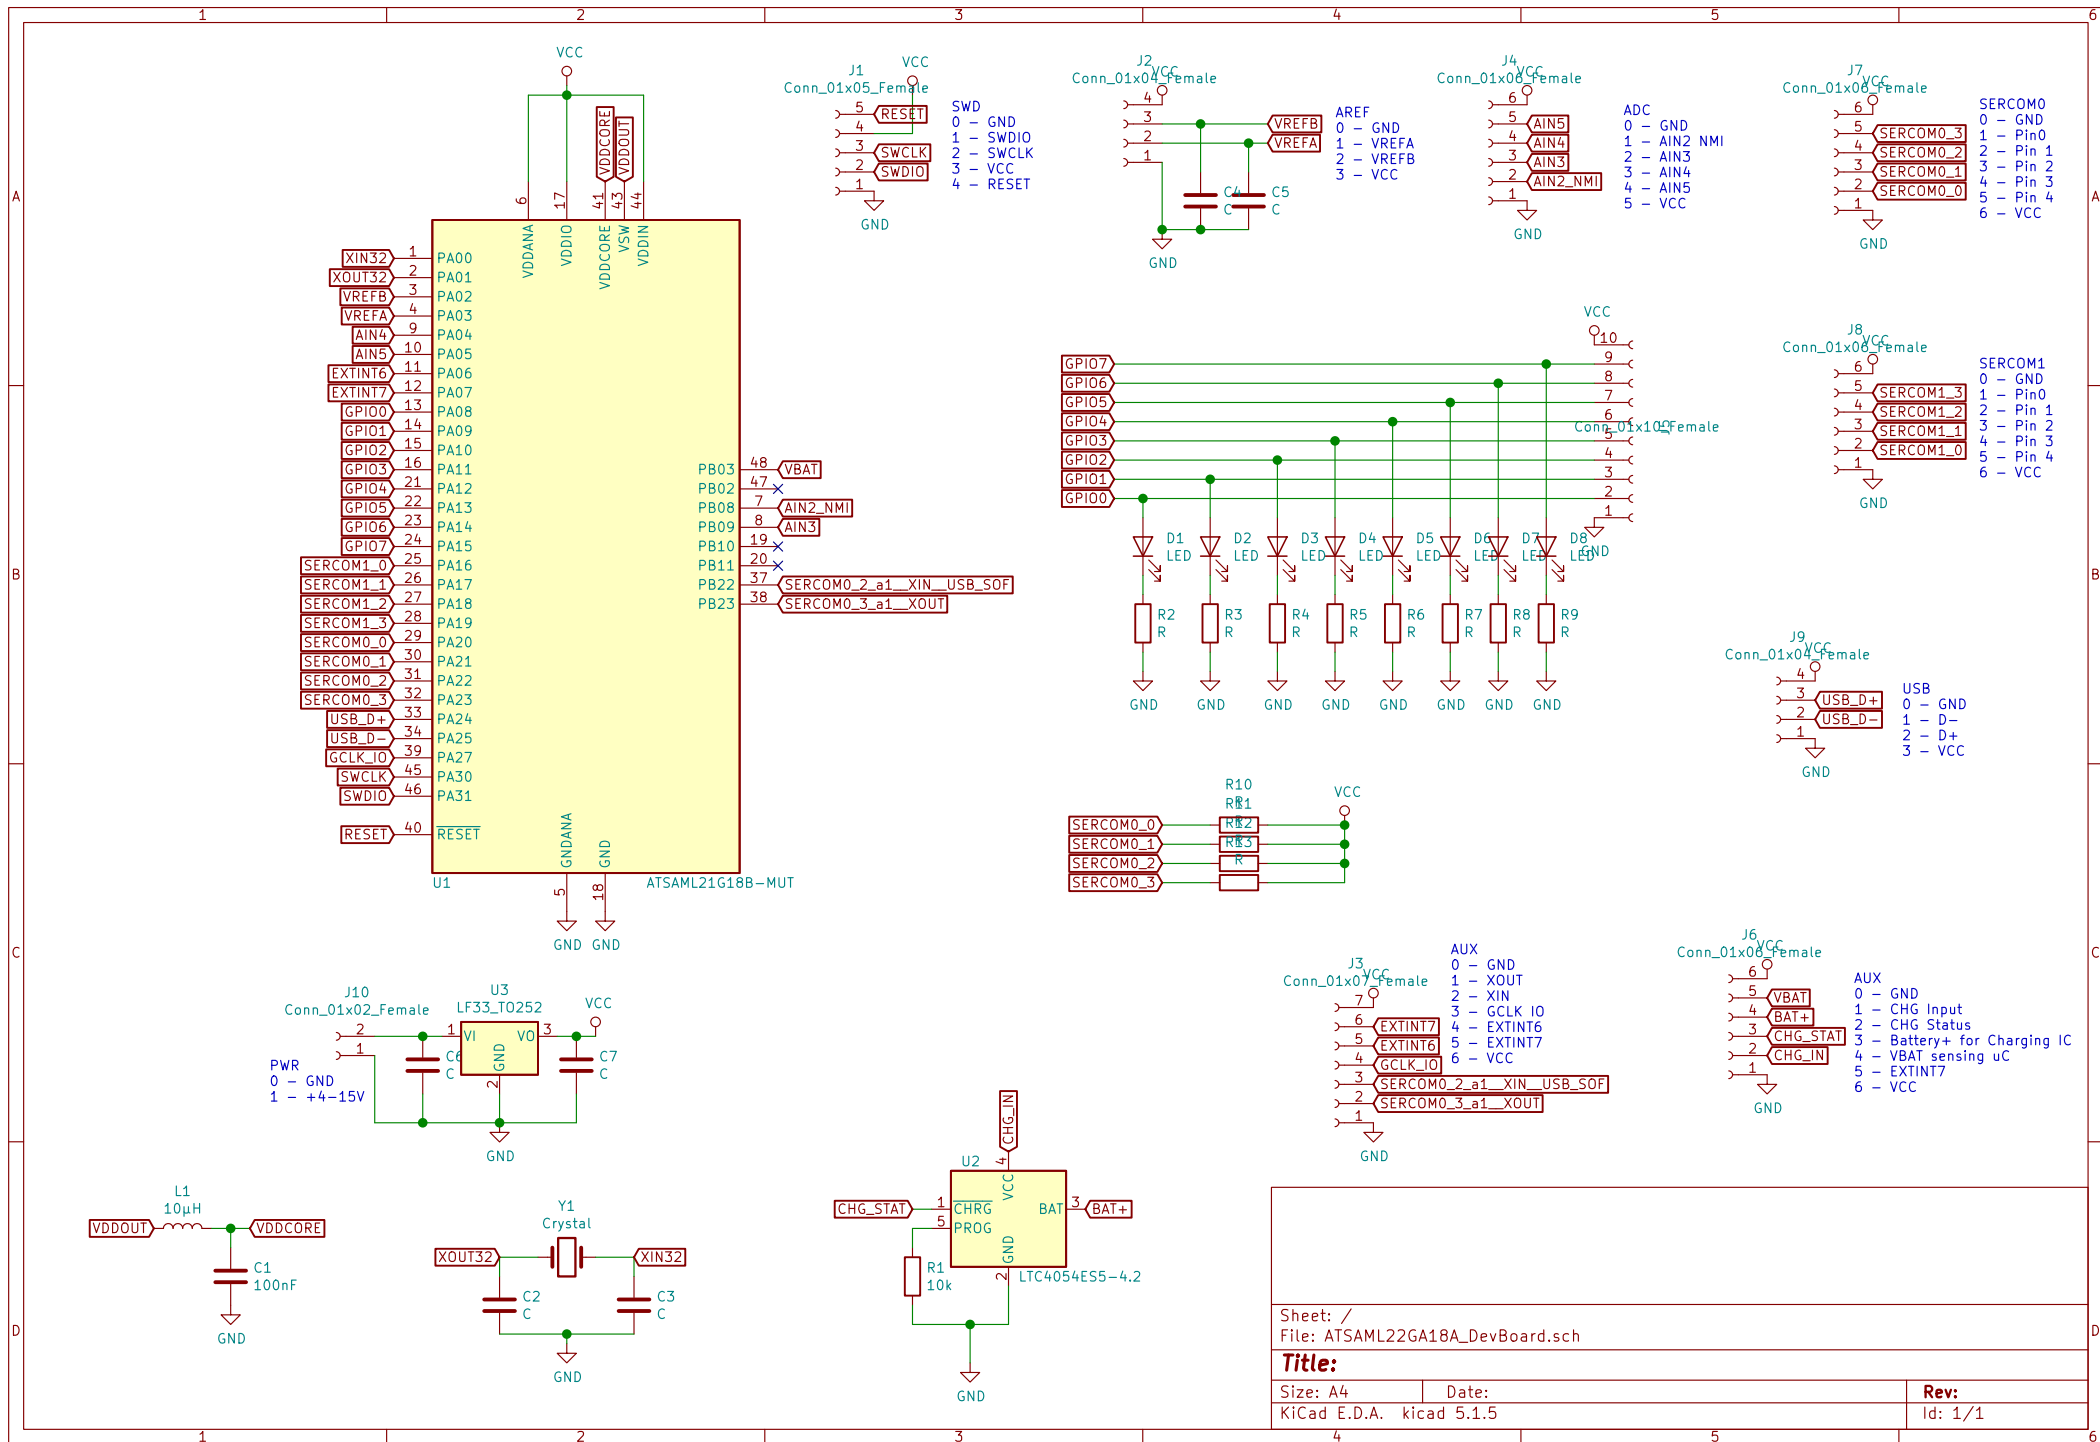 1 2 3 4 5 6
A
B
C
D
VCC
VDDCORE
VDDOUT
6
17
41
43
44
VDDANA
VDDIO
VDDCORE
VSW
VDDIN
XIN32 1 PA00
XOUT32 2 PA01
VREFB 3 PA02
VREFA 4 PA03
AIN4 9 PA04
AIN5 10 PA05
EXTINT6 11 PA06
EXTINT7 12 PA07
GPIO0 13 PA08
GPIO1 14 PA09
GPIO2 15 PA10
GPIO3 16 PA11
GPIO4 21 PA12
GPIO5 22 PA13
GPIO6 23 PA14
GPIO7 24 PA15
SERCOM1_0 25 PA16
SERCOM1_1 26 PA17
SERCOM1_2 27 PA18
SERCOM1_3 28 PA19
SERCOM0_0 29 PA20
SERCOM0_1 30 PA21
SERCOM0_2 31 PA22
SERCOM0_3 32 PA23
USB_D+ 33 PA24
USB_D- 34 PA25
GCLK_IO 39 PA27
SWCLK 45 PA30
SWDIO 46 PA31
RESET 40 RESET
PB03 48 VBAT
PB02 47
PB08 7 AIN2_NMI
PB09 8 AIN3
PB10 19
PB11 20
PB22 37 SERCOM0_2_a1__XIN__USB_SOF
PB23 38 SERCOM0_3_a1__XOUT
GNDANA
GND
5
18
U1
ATSAML21G18B-MUT
GND
GND
J1
Conn_01x05_Female
VCC
5 RESET
4
3 SWCLK
2 SWDIO
1
GND
SWD
0 - GND
1 - SWDIO
2 - SWCLK
3 - VCC
4 - RESET
J2
Conn_01x04_Female
VCC
4
3 VREFB
2 VREFA
1
C4
C
C5
C
GND
AREF
0 - GND
1 - VREFA
2 - VREFB
3 - VCC
J4
Conn_01x06_Female
VCC
6
5 AIN5
4 AIN4
3 AIN3
2 AIN2_NMI
1
GND
ADC
0 - GND
1 - AIN2 NMI
2 - AIN3
3 - AIN4
4 - AIN5
5 - VCC
J7
Conn_01x06_Female
VCC
6
5 SERCOM0_3
4 SERCOM0_2
3 SERCOM0_1
2 SERCOM0_0
1
GND
SERCOM0
0 - GND
1 - Pin0
2 - Pin 1
3 - Pin 2
4 - Pin 3
5 - Pin 4
6 - VCC
VCC
10
GPIO7 9
GPIO6 8
GPIO5 7
GPIO4 6
GPIO3 5
GPIO2 4
GPIO1 3
GPIO0 2
1
Conn_01x10_Female
GND
D1 D2 D3 D4 D5 D6 D7 D8
LED LED LED LED LED LED LED LED
R2 R3 R4 R5 R6 R7 R8 R9
R R R R R R R R
GND GND GND GND GND GND GND GND
J8
Conn_01x06_Female
VCC
6
5 SERCOM1_3
4 SERCOM1_2
3 SERCOM1_1
2 SERCOM1_0
1
GND
SERCOM1
0 - GND
1 - Pin0
2 - Pin 1
3 - Pin 2
4 - Pin 3
5 - Pin 4
6 - VCC
J9
Conn_01x04_Female
VCC
4
3 USB_D+
2 USB_D-
1
GND
USB
0 - GND
1 - D-
2 - D+
3 - VCC
R10
VCC
SERCOM0_0
SERCOM0_1
SERCOM0_2
SERCOM0_3
R
J3
Conn_01x07_Female
VCC
7
6 EXTINT7
5 EXTINT6
4 GCLK_IO
3 SERCOM0_2_a1__XIN__USB_SOF
2 SERCOM0_3_a1__XOUT
1
GND
AUX
0 - GND
1 - XOUT
2 - XIN
3 - GCLK IO
4 - EXTINT6
5 - EXTINT7
6 - VCC
J6
Conn_01x06_Female
VCC
6
5 VBAT
4 BAT+
3 CHG_STAT
2 CHG_IN
1
GND
AUX
0 - GND
1 - CHG Input
2 - CHG Status
3 - Battery+ for Charging IC
4 - VBAT sensing uC
5 - EXTINT7
6 - VCC
J10
Conn_01x02_Female
2
1
PWR
0 - GND
1 - +4-15V
U3
LF33_TO252
1 VI VO 3
GND
2
C6
C
C7
C
VCC
GND
L1
10µH
VDDOUT VDDCORE
C1
100nF
GND
Y1
Crystal
XOUT32 XIN32
C2
C
C3
C
GND
CHG_IN
U2
4
VCC
CHG_STAT 1 CHRG BAT 3 BAT+
5 PROG
GND
2
LTC4054ES5-4.2
R1
10k
GND
Sheet: /
File: ATSAML22GA18A_DevBoard.sch
Title:
Size: A4 Date: Rev:
KiCad E.D.A. kicad 5.1.5 Id: 1/1
A
B
C
D
1 2 3 4 5 6